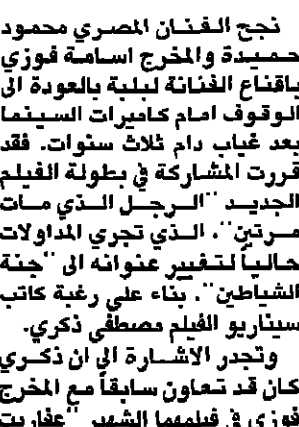 نجح الفنان المصري محمود
حميدة والمخرج اسامة فوزي
باقناع الفنانة لبلبة بالعودة الى
الوقوف امام كاميرات السينما
بعد غياب دام ثلاث سنوات. فقد
قررت المشاركة في بطولة الفيلم
الجديد "الرجل الذي مات
مرتين". الذي تجري المداولات
حالياً لتغيير عنوانه الى "جنة
الشياطين". بناء على رغبة كاتب
سيناريو الفيلم مصطفى ذكري.
وتجدر الاشارة الى ان ذكري
كان قد تعاون سابقاً مع المخرج
فوزي في فيلمهما الشهير "عفاريت